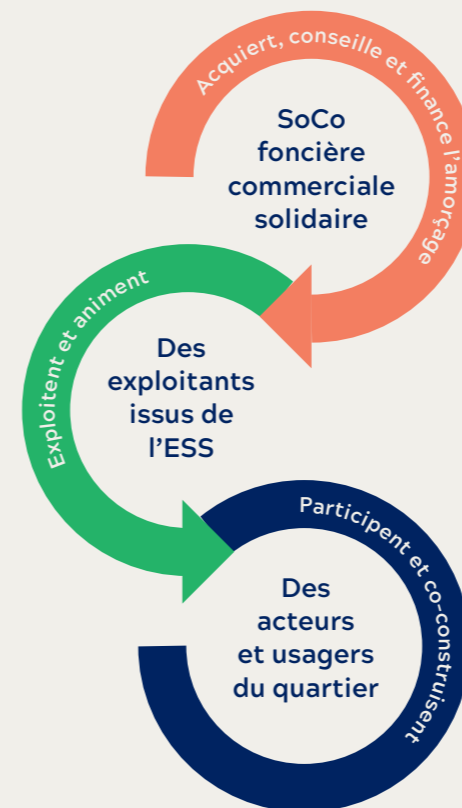 Acquiert, conseille et finance l'amorçage
SoCo
foncière
commerciale
solidaire
Exploitent et animent
Des
exploitants
issus de
l'ESS
Participent et co-construisent
Des
acteurs
et usagers
du quartier